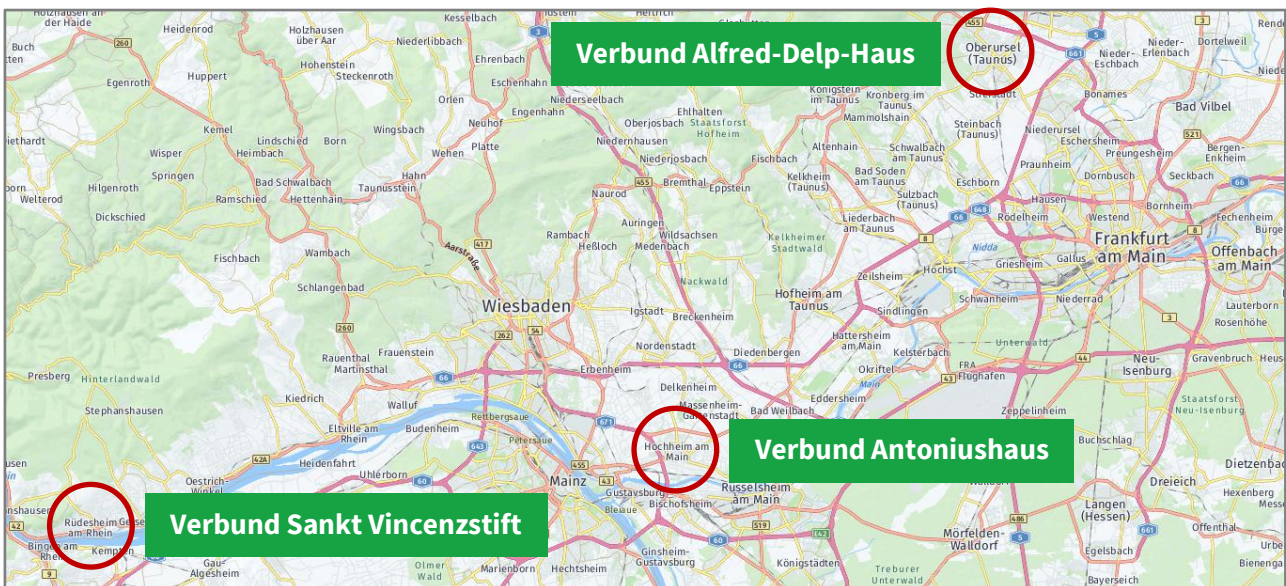 Kesselbach
Holzhausen an
der Haide
Heidenrod
Holzhausen
über Aar
Niederlibbach
Buch
Hohenstein
Steckenroth
Ehrenbach
Egenroth
Huppert
Eschenhahn
Verbund Alfred-Delp-Haus
Oberursel
(Taunus)
Nieder-
Eschbach
Nieder-
Erlenbach
Dortelweil
Stierstadt
Bonames
Bad Vilbel
Orlen
Engenhahn
Niederseelbach
Ehlhalten
Königstein
im Taunus
Kronberg im
Taunus
Mammolshain
Oberjosbach
Staatsforst
Hofheim
Steinbach
(Taunus)
Niederursel
Eschersheim
Preungesheim
Bergen-
Enkheim
Kemel
Lindschied
Born
Wingsbach
Neuhof
Platte
Niedernhausen
Altenhain
Schwalbach
am Taunus
Praunheim
Wisper
Heimbach
Wehen
Niederjosbach
Fischbach
Bad Soden
am Taunus
Dornbusch
Seckbach
Springen
Hahn
Bad Schwalbach
Taunusstein
Bremthal
Eppstein
Kelkheim
(Taunus)
Sulzbach
(Taunus)
Eschborn
Hilgenroth
Welterod
Ramschied
Hettenhain
Naurod
Hausen
Bornheim
Dickschied
Auringen
Liederbach
am Taunus
Rödelheim
Westend
Fechenheim
Rambach
Wildsachsen
Medenbach
Heßloch
Kelkheimer
Stadtwald
Nidda
Frankfurt
am Main
Offenbach
am Main
Fischbach
Wambach
Aarstraße
Griesheim
Gallus
Schlangenbad
Nackwald
Zeilsheim
Höchst
Wiesbaden
Igstadt
Breckenheim
Hofheim am
Taunus
Sindlingen
Schwanheim
Niederrad
Lauterborn
Rosenhöhe
Rauenthal
Martinsthal
Frauenstein
Nordenstadt
Diedenbergen
Hattersheim
am Main
Kelsterbach
Unterwald
Presberg
Hinterlandwald
Erbenheim
Delkenheim
Okriftel
FRA
Flughafen
Neu-
Isenburg
Gravenbruch
Main
Stephanshausen
Kiedrich
Walluf
Rettbergsaue
Massenheim-
Gartenstadt
Bad Weilbach
Eddersheim
Zeppelinheim
Staatsforst
Neu-Isenburg
Eltville am
Rhein
Budenheim
Petersaue
Hochheim am
Main
Verbund Antoniushaus
Buchschlag
Heidenfahrt
Uhlerborn
Mainz
Dietzenbach
Oestrich-
Winkel
Gustavsburg
Bischofsheim
Rüsselsheim
am Main
Dreieich
Hexenberg
Rüdesheim
am Rhein
Verbund Sankt Vincenzstift
Bleiaue
Langen
(Hessen)
Bingen am
Rhein
Kempten
Mörfelden-
Walldorf
Offenthal
Gau-
Algesheim
Olmer
Wald
Marienborn
Hechtsheim
Ginsheim-
Gustavsburg
Königstädten
Treburer
Unterwald
Egelsbach
Bayerseich